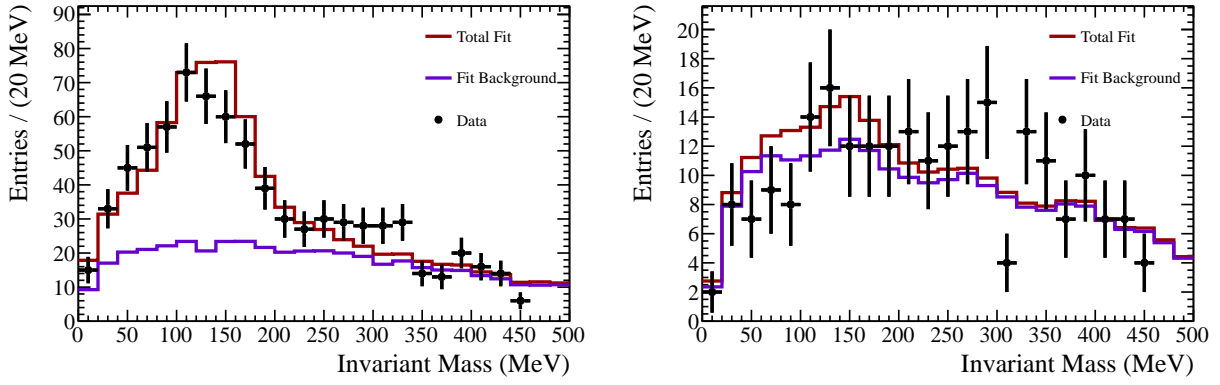 Entries / (20 MeV)
90
80
70
60
50
40
30
20
10
0
Total Fit
Fit Background
Data
0 50 100 150 200 250 300 350 400 450 500
Invariant Mass (MeV)
Entries / (20 MeV)
20
18
16
14
12
10
8
6
4
2
0
Total Fit
Fit Background
Data
0 50 100 150 200 250 300 350 400 450 500
Invariant Mass (MeV)